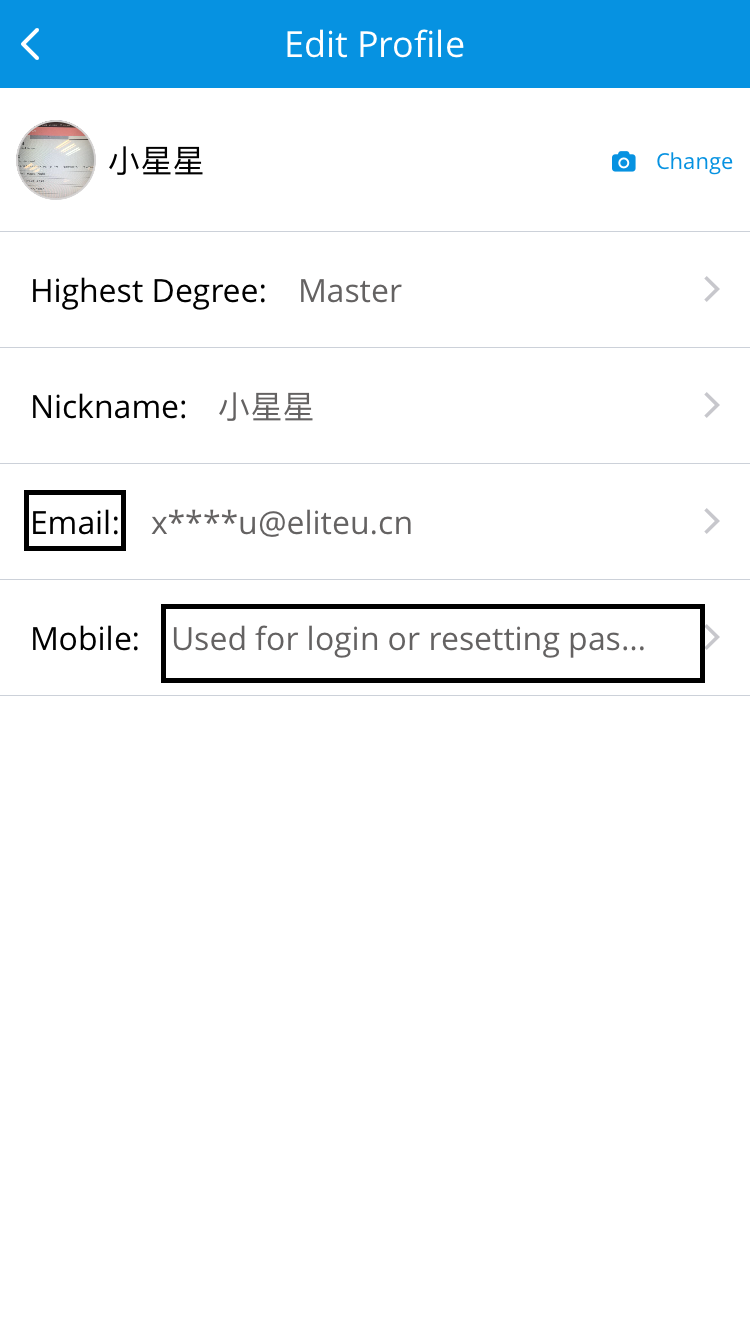 Edit Profile
小星星
Change
Highest Degree: Master
Nickname: 小星星
Email: x****u@eliteu.cn
Mobile: Used for login or resetting pas...